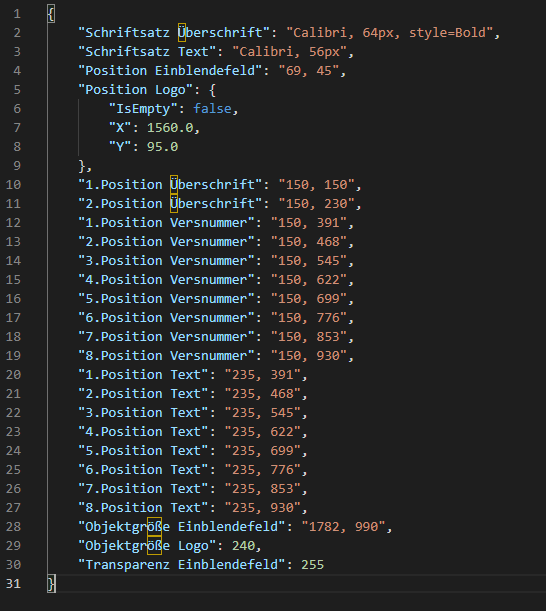 1 {
2 "Schriftsatz Überschrift": "Calibri, 64px, style=Bold",
3 "Schriftsatz Text": "Calibri, 56px",
4 "Position Einblendefeld": "69, 45",
5 "Position Logo": {
6 "IsEmpty": false,
7 "X": 1560.0,
8 "Y": 95.0
9 },
10 "1.Position Überschrift": "150, 150",
11 "2.Position Überschrift": "150, 230",
12 "1.Position Versnummer": "150, 391",
13 "2.Position Versnummer": "150, 468",
14 "3.Position Versnummer": "150, 545",
15 "4.Position Versnummer": "150, 622",
16 "5.Position Versnummer": "150, 699",
17 "6.Position Versnummer": "150, 776",
18 "7.Position Versnummer": "150, 853",
19 "8.Position Versnummer": "150, 930",
20 "1.Position Text": "235, 391",
21 "2.Position Text": "235, 468",
22 "3.Position Text": "235, 545",
23 "4.Position Text": "235, 622",
24 "5.Position Text": "235, 699",
25 "6.Position Text": "235, 776",
26 "7.Position Text": "235, 853",
27 "8.Position Text": "235, 930",
28 "Objektgröße Einblendefeld": "1782, 990",
29 "Objektgröße Logo": 240,
30 "Transparenz Einblendefeld": 255
31 }